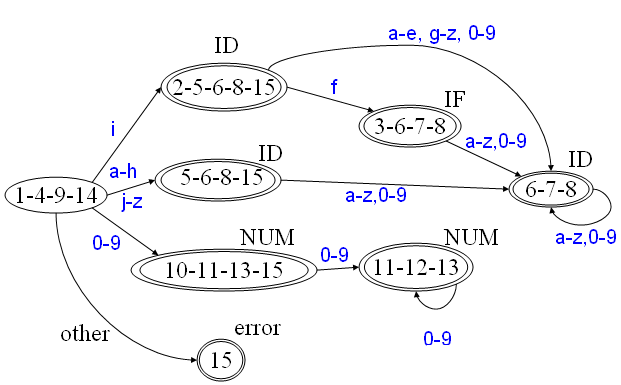 a-e, g-z, 0-9
ID
2-5-6-8-15
f
IF
3-6-7-8
i
a-z,0-9
ID
ID
a-h
5-6-8-15
1-4-9-14
j-z
a-z,0-9
6-7-8
0-9
NUM
NUM
a-z,0-9
10-11-13-15
0-9
11-12-13
other
error
0-9
15